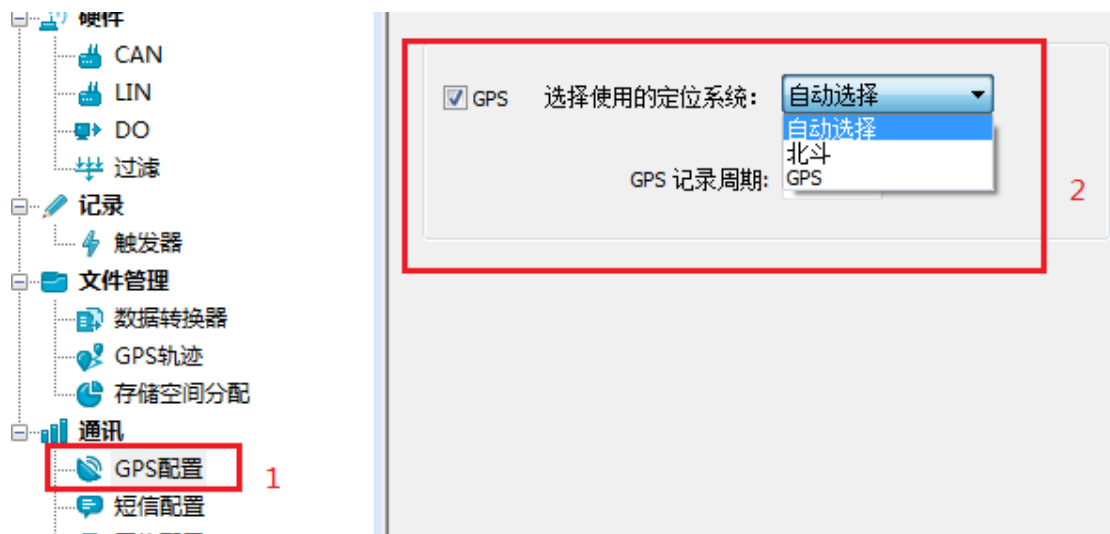 硬件
CAN
LIN
DO
过滤
记录
触发器
文件管理
数据转换器
GPS轨迹
存储空间分配
通讯
GPS配置
1
短信配置
GPS 选择使用的定位系统: 自动选择
自动选择
北斗
GPS
GPS 记录周期:
2